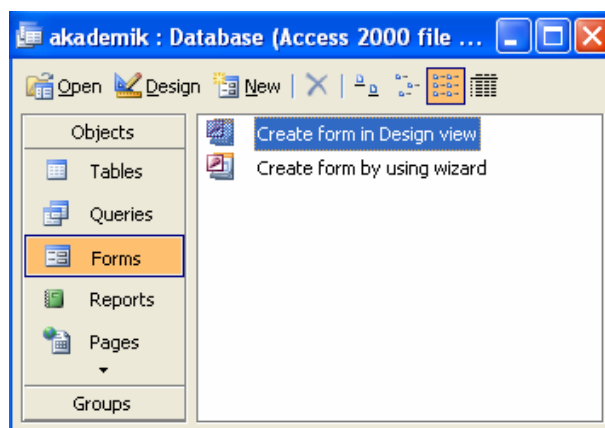 akademik : Database (Access 2000 file ...
Open Design New
Objects
Tables
Queries
Forms
Reports
Pages
Groups
Create form in Design view
Create form by using wizard